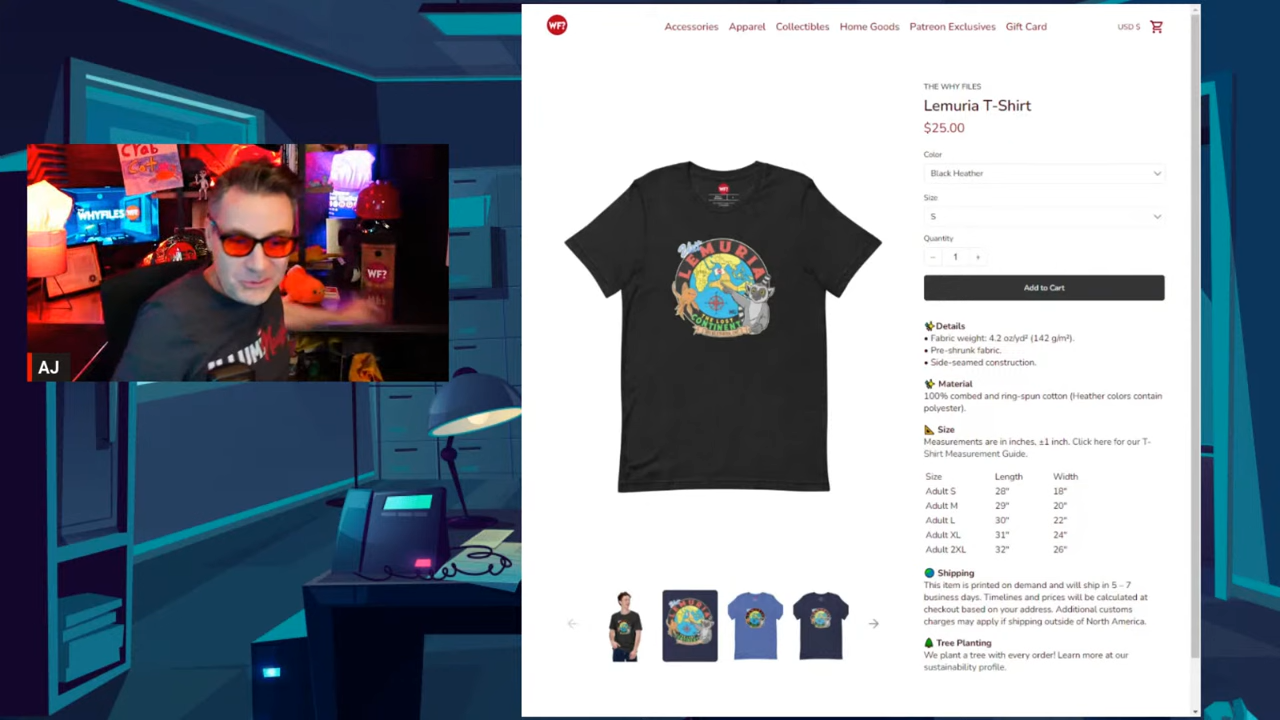 WF?
Accessories
Apparel
Collectibles
Home Goods
Patreon Exclusives
Gift Card
USD $
THE WHY FILES
Lemuria T-Shirt
$25.00
Color
Black Heather
Size
S
Quantity
− 1 +
Add to Cart
Details
• Fabric weight: 4.2 oz/yd² (142 g/m²).
• Pre-shrunk fabric.
• Side-seamed construction.
Material
100% combed and ring-spun cotton (Heather colors contain
polyester).
Size
Measurements are in inches, ±1 inch. Click here for our T-
Shirt Measurement Guide.
Size Length Width
Adult S 28" 18"
Adult M 29" 20"
Adult L 30" 22"
Adult XL 31" 24"
Adult 2XL 32" 26"
Shipping
This item is printed on demand and will ship in 5 – 7
business days. Timelines and prices will be calculated at
checkout based on your address. Additional customs
charges may apply if shipping outside of North America.
Tree Planting
We plant a tree with every order! Learn more at our
sustainability profile.
LEMURIA
THE LOST
CONTINENT
Crab
WHYFILES
WF?
AJ